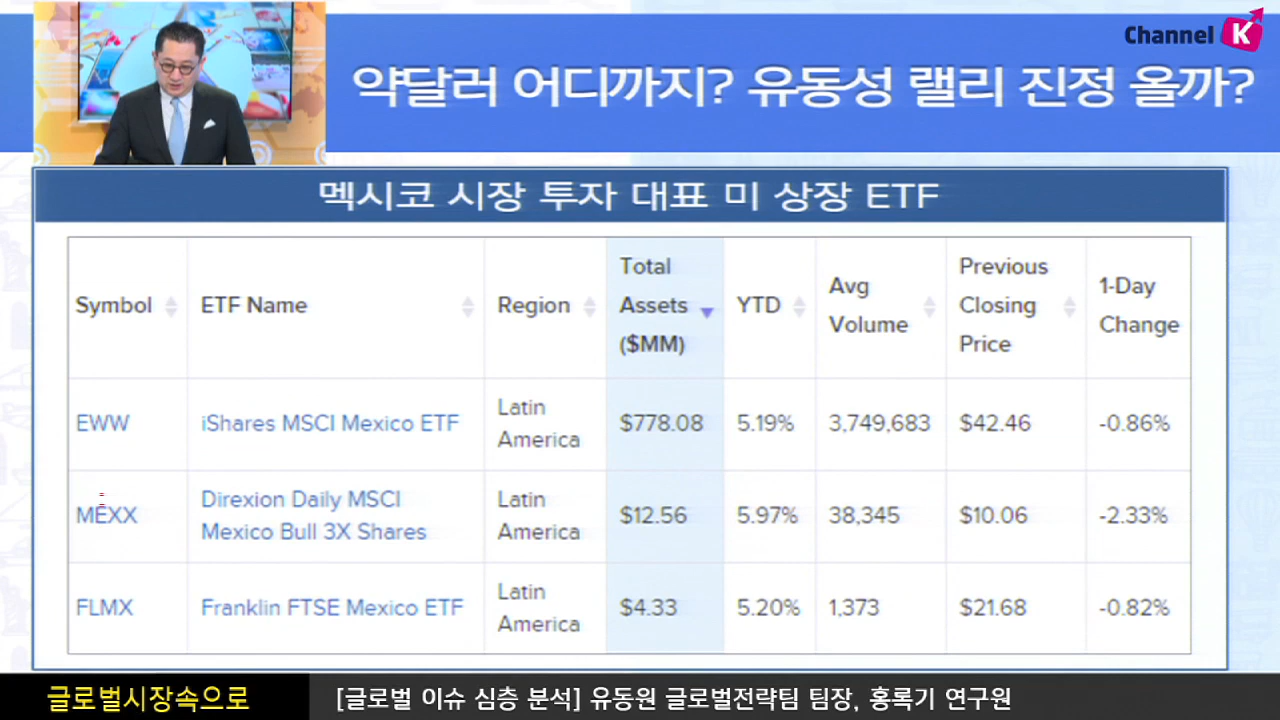 Channel K
약달러 어디까지? 유동성 랠리 진정 올까?
멕시코 시장 투자 대표 미 상장 ETF
Symbol ETF Name Region Total Assets ($MM) YTD Avg Volume Previous Closing Price 1-Day Change
EWW iShares MSCI Mexico ETF Latin America $778.08 5.19% 3,749,683 $42.46 -0.86%
MEXX Direxion Daily MSCI Mexico Bull 3X Shares Latin America $12.56 5.97% 38,345 $10.06 -2.33%
FLMX Franklin FTSE Mexico ETF Latin America $4.33 5.20% 1,373 $21.68 -0.82%
글로벌시장속으로 [글로벌 이슈 심층 분석] 유동원 글로벌전략팀 팀장, 홍록기 연구원